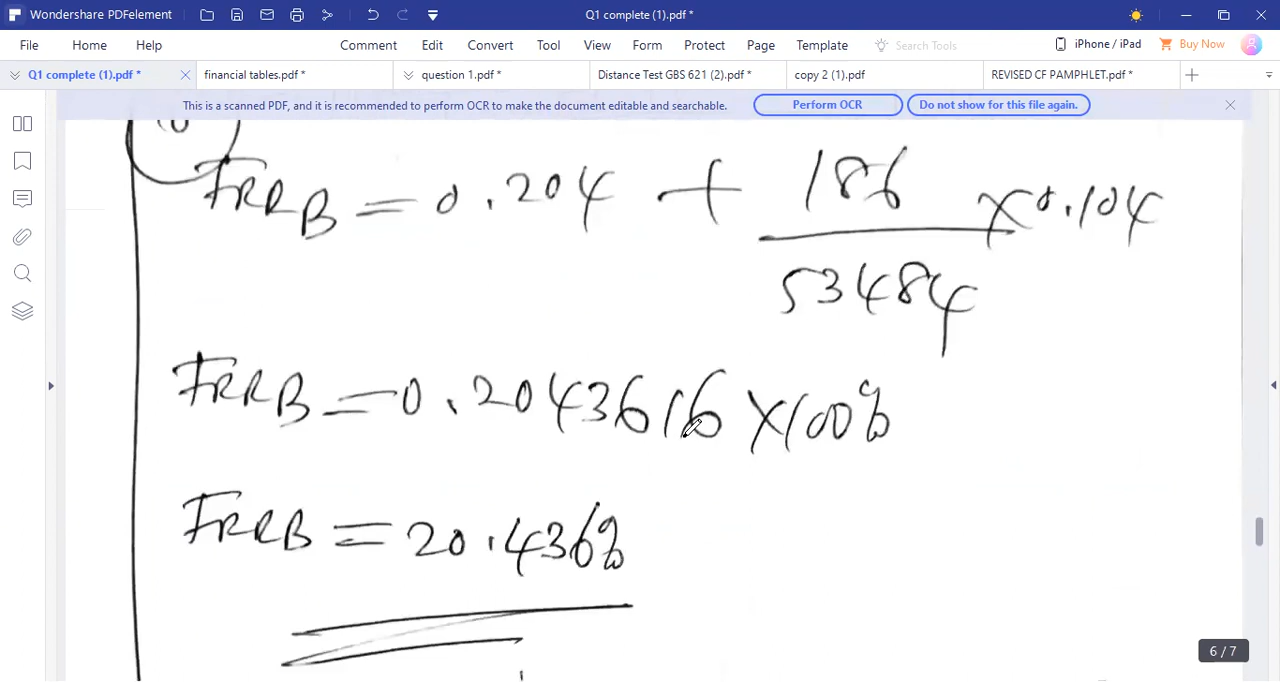 Wondershare PDFelement
Q1 complete (1).pdf *
File Home Help Comment Edit Convert Tool View Form Protect Page Template Search Tools iPhone / iPad Buy Now
Q1 complete (1).pdf * financial tables.pdf * question 1.pdf * Distance Test GBS 621 (2).pdf * copy 2 (1).pdf REVISED CF PAMPHLET.pdf *
This is a scanned PDF, and it is recommended to perform OCR to make the document editable and searchable. Perform OCR Do not show for this file again.
IRRB = 0.204 + 186 x 0.104
53484
IRRB = 0.2043616 x 100%
IRRB = 20.436%
6 / 7